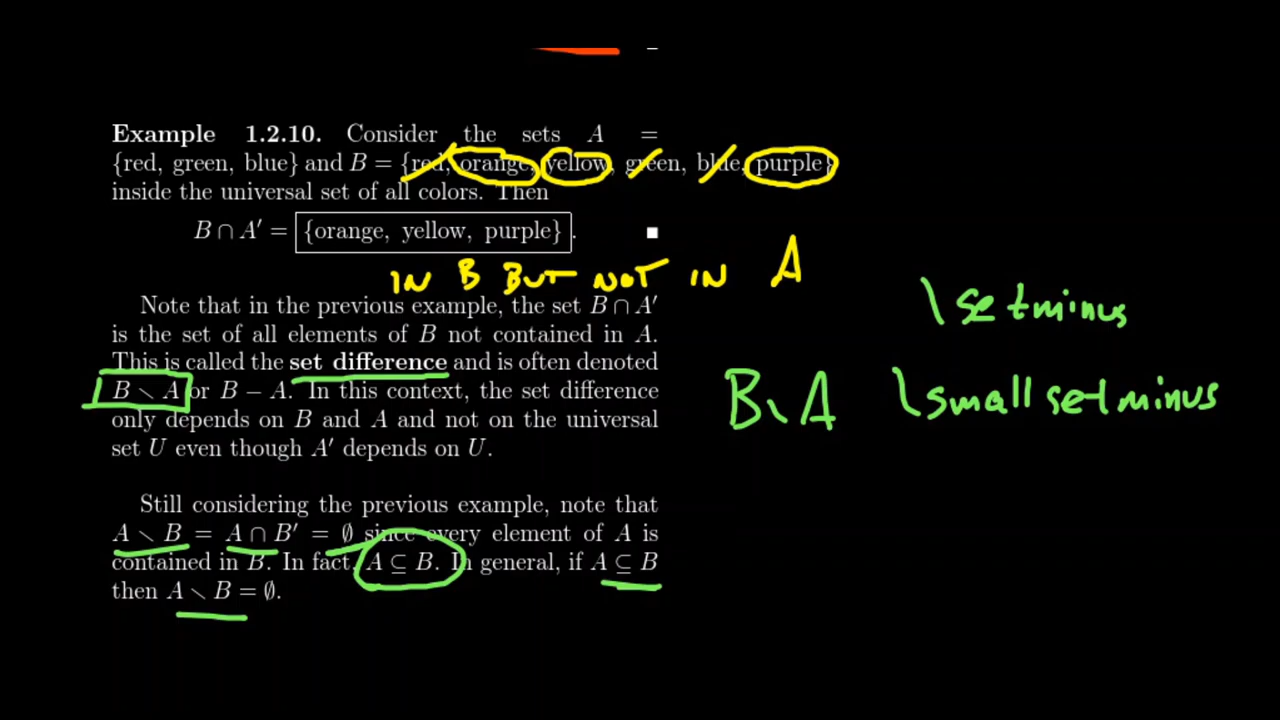 Example 1.2.10. Consider the sets A =
{red, green, blue} and B = {red, orange, yellow, green, blue, purple}
inside the universal set of all colors. Then
B ∩ A′ = {orange, yellow, purple}.
IN B BUT NOT IN A
Note that in the previous example, the set B ∩ A′
is the set of all elements of B not contained in A.
This is called the set difference and is often denoted
B ∖ A or B − A. In this context, the set difference
only depends on B and A and not on the universal
set U even though A′ depends on U.
\setminus
B∖A \smallsetminus
Still considering the previous example, note that
A ∖ B = A ∩ B′ = ∅ since every element of A is
contained in B. In fact, A ⊆ B. In general, if A ⊆ B
then A ∖ B = ∅.